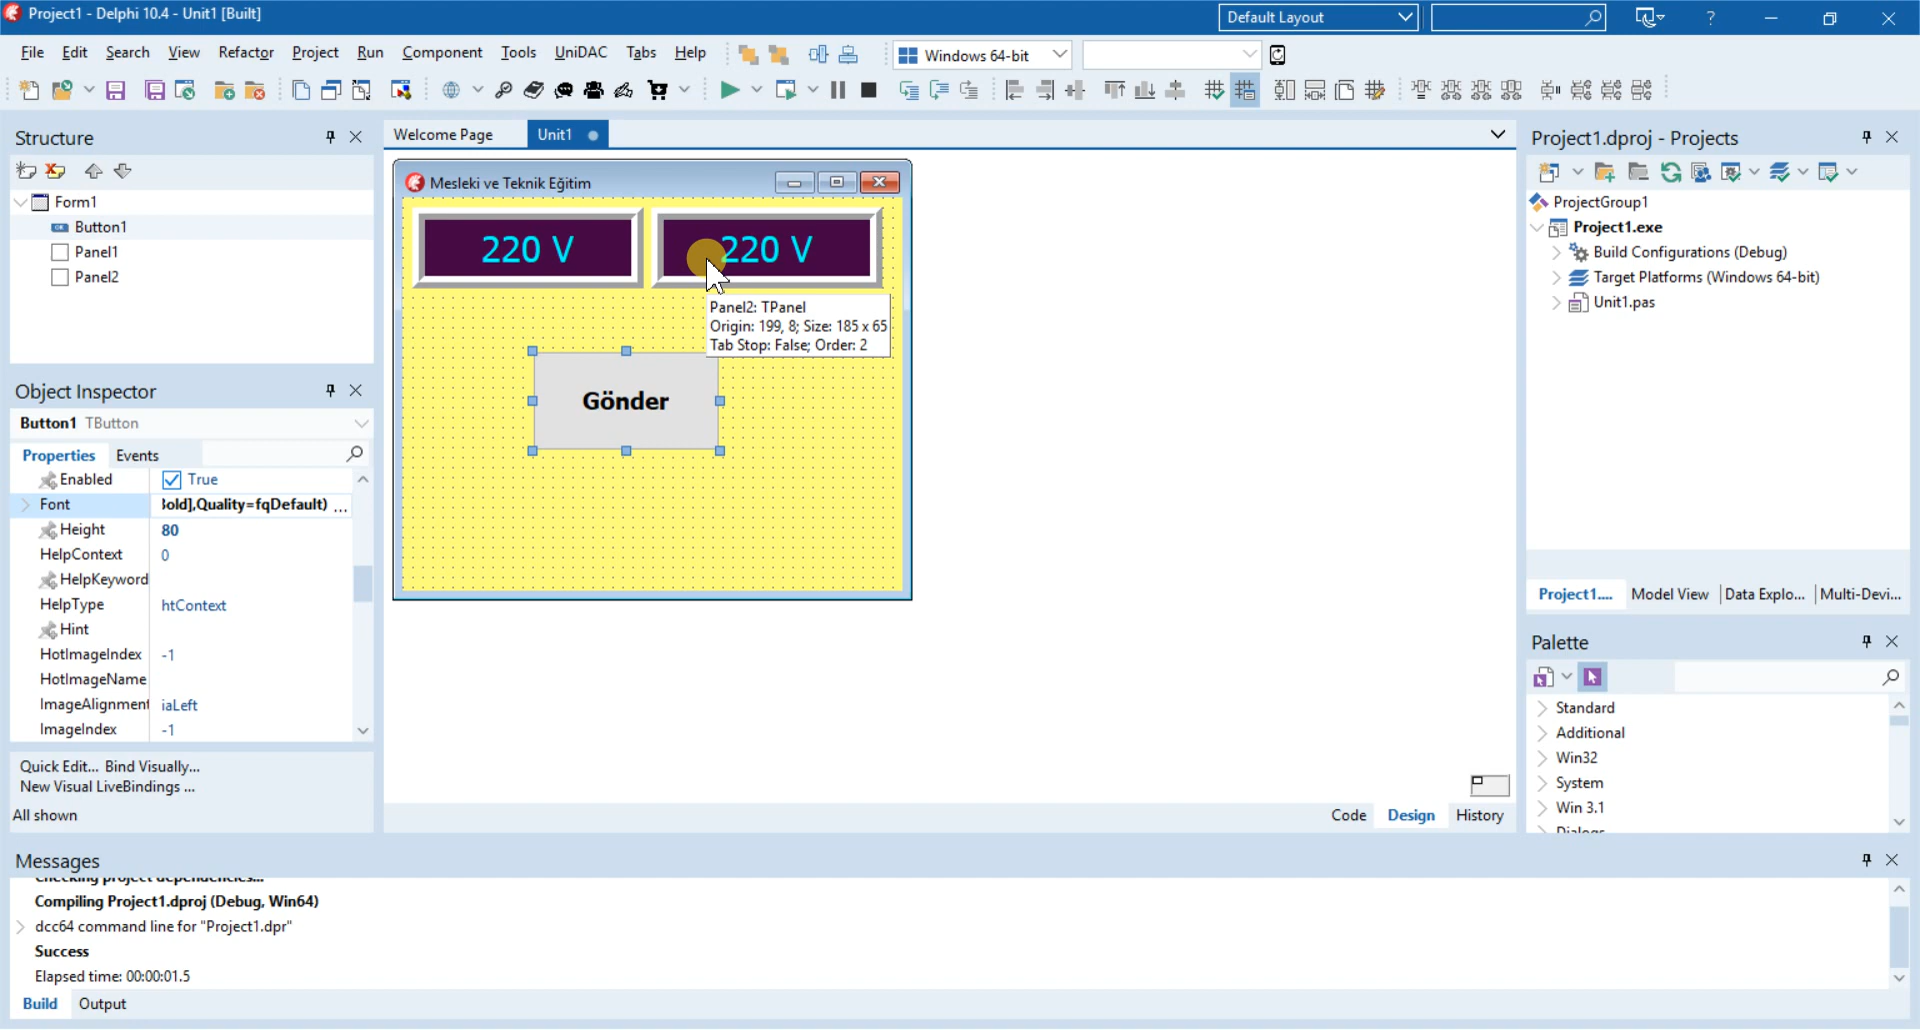 Project1 - Delphi 10.4 - Unit1 [Built]
Default Layout
?
File Edit Search View Refactor Project Run Component Tools UniDAC Tabs Help
Windows 64-bit
Structure
Form1
Button1
Panel1
Panel2
Object Inspector
Button1 TButton
Properties Events
Enabled True
Font Bold],Quality=fqDefault) ...
Height 80
HelpContext 0
HelpKeyword
HelpType htContext
Hint
HotImageIndex -1
HotImageName
ImageAlignment iaLeft
ImageIndex -1
Quick Edit... Bind Visually...
New Visual LiveBindings ...
All shown
Welcome Page Unit1
Mesleki ve Teknik Eğitim
220 V 220 V
Panel2: TPanel
Origin: 199, 8; Size: 185 x 65
Tab Stop: False; Order: 2
Gönder
Code Design History
Project1.dproj - Projects
ProjectGroup1
Project1.exe
Build Configurations (Debug)
Target Platforms (Windows 64-bit)
Unit1.pas
Project1.... Model View Data Explo... Multi-Devi...
Palette
Standard
Additional
Win32
System
Win 3.1
Dialogs
Messages
Checking project dependencies...
Compiling Project1.dproj (Debug, Win64)
dcc64 command line for "Project1.dpr"
Success
Elapsed time: 00:00:01.5
Build Output